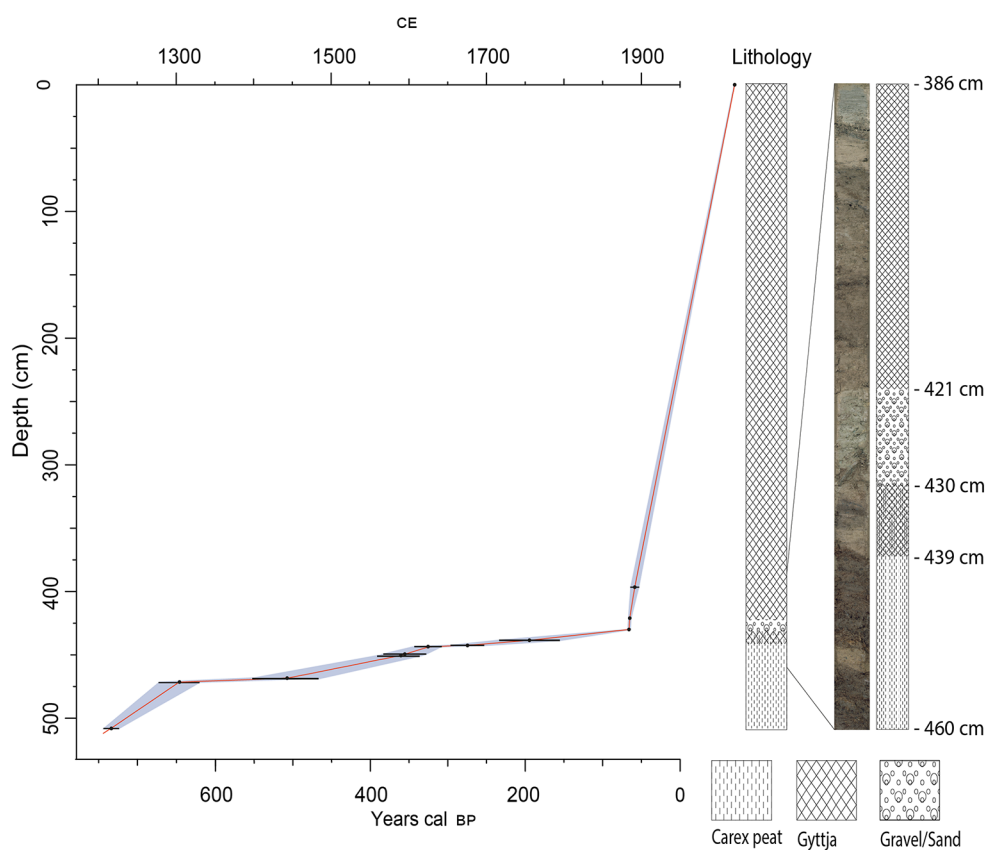 CE
1300 1500 1700 1900
Lithology
0
100
200
300
400
500
Depth (cm)
- 386 cm
- 421 cm
- 430 cm
- 439 cm
- 460 cm
600 400 200 0
Years cal BP
Carex peat
Gyttja
Gravel/Sand